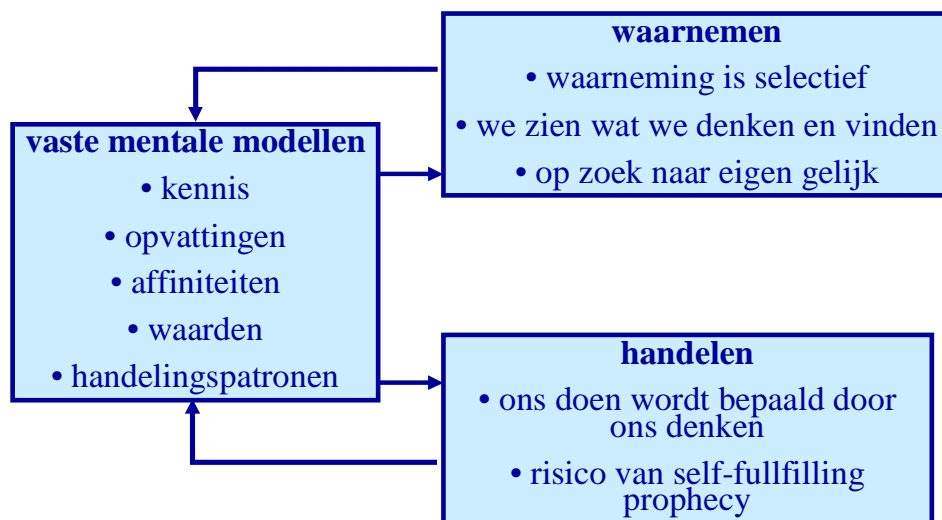 waarnemen
• waarneming is selectief
• we zien wat we denken en vinden
• op zoek naar eigen gelijk
vaste mentale modellen
• kennis
• opvattingen
• affiniteiten
• waarden
• handelingspatronen
handelen
• ons doen wordt bepaald door
ons denken
• risico van self-fullfilling
prophecy